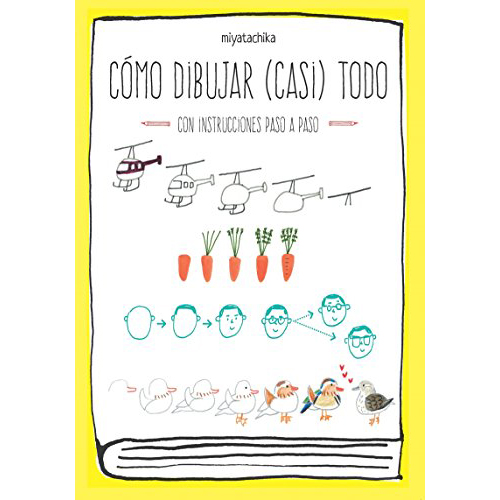 miyatachika
CÓMO DIBUJAR (CASI) TODO
CON INSTRUCCIONES PASO A PASO